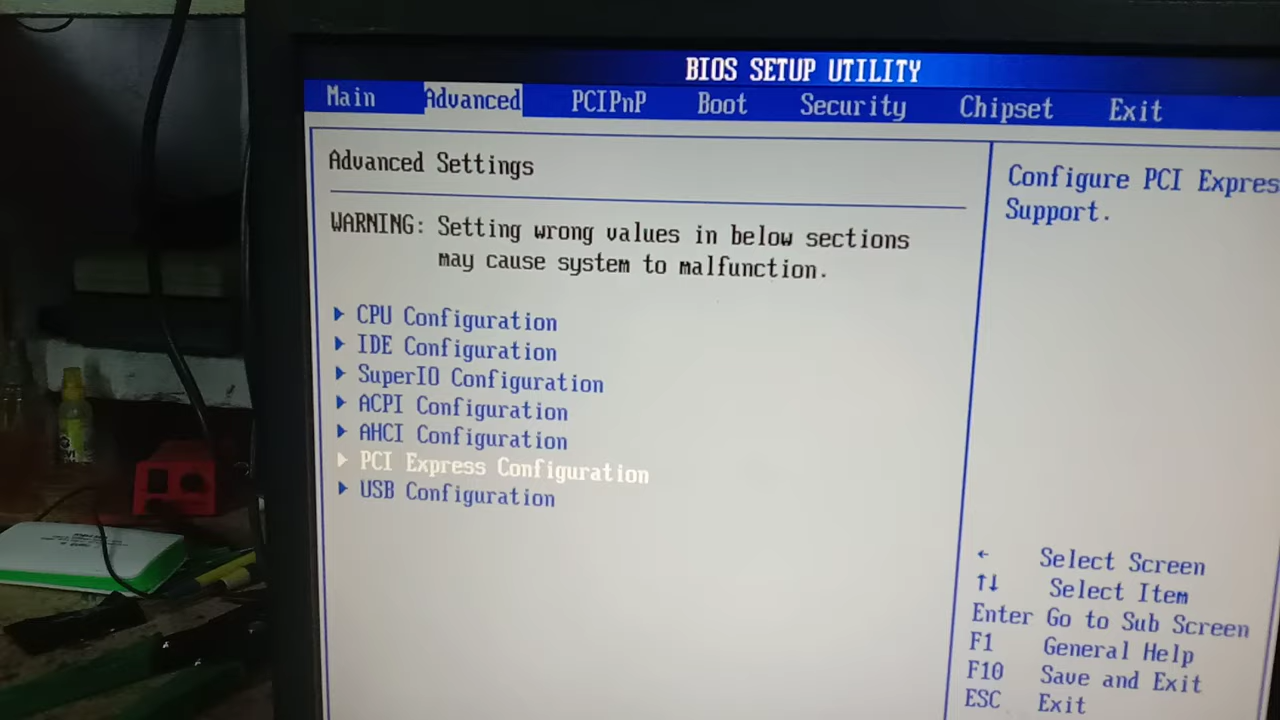 BIOS SETUP UTILITY
Main Advanced PCIPnP Boot Security Chipset Exit
Advanced Settings
WARNING: Setting wrong values in below sections
may cause system to malfunction.
CPU Configuration
IDE Configuration
SuperIO Configuration
ACPI Configuration
AHCI Configuration
PCI Express Configuration
USB Configuration
Configure PCI Expres
Support.
← Select Screen
↑↓ Select Item
Enter Go to Sub Screen
F1 General Help
F10 Save and Exit
ESC Exit